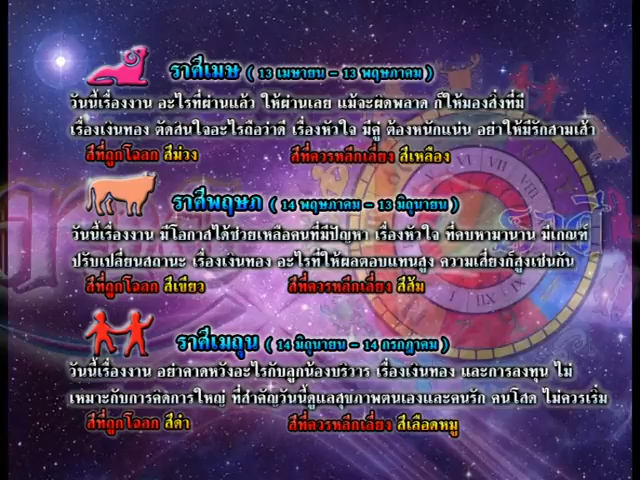 ราศีเมษ ( 13 เมษายน – 13 พฤษภาคม )
วันนี้เรื่องงาน อะไรที่ผ่านแล้ว ให้ผ่านเลย แม้จะผิดพลาด ก็ให้มองสิ่งที่มี
เรื่องเงินทอง ตัดสินใจอะไรถือว่าดี เรื่องหัวใจ มีคู่ ต้องหนักแน่น อย่าให้มีรักสามเส้า
สีที่ถูกโฉลก สีม่วง สีที่ควรหลีกเลี่ยง สีเหลือง
ราศีพฤษภ ( 14 พฤษภาคม – 13 มิถุนายน )
วันนี้เรื่องงาน มีโอกาสได้ช่วยเหลือคนที่มีปัญหา เรื่องหัวใจ ที่คบหามานาน มีเกณฑ์
ปรับเปลี่ยนสถานะ เรื่องเงินทอง อะไรที่ให้ผลตอบแทนสูง ความเสี่ยงก็สูงเช่นกัน
สีที่ถูกโฉลก สีเขียว สีที่ควรหลีกเลี่ยง สีส้ม
ราศีเมถุน ( 14 มิถุนายน – 14 กรกฎาคม )
วันนี้เรื่องงาน อย่าคาดหวังอะไรกับลูกน้องบริวาร เรื่องเงินทอง และการลงทุน ไม่
เหมาะกับการคิดการใหญ่ ที่สำคัญวันนี้ดูแลสุขภาพตนเองและคนรัก คนโสด ไม่ควรเริ่ม
สีที่ถูกโฉลก สีดำ สีที่ควรหลีกเลี่ยง สีเลือดหมู